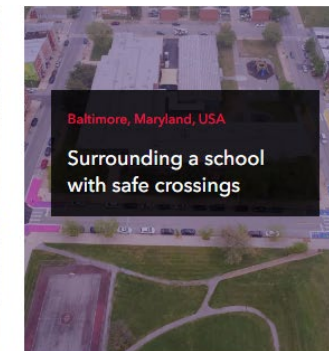 Baltimore, Maryland, USA
Surrounding a school
with safe crossings